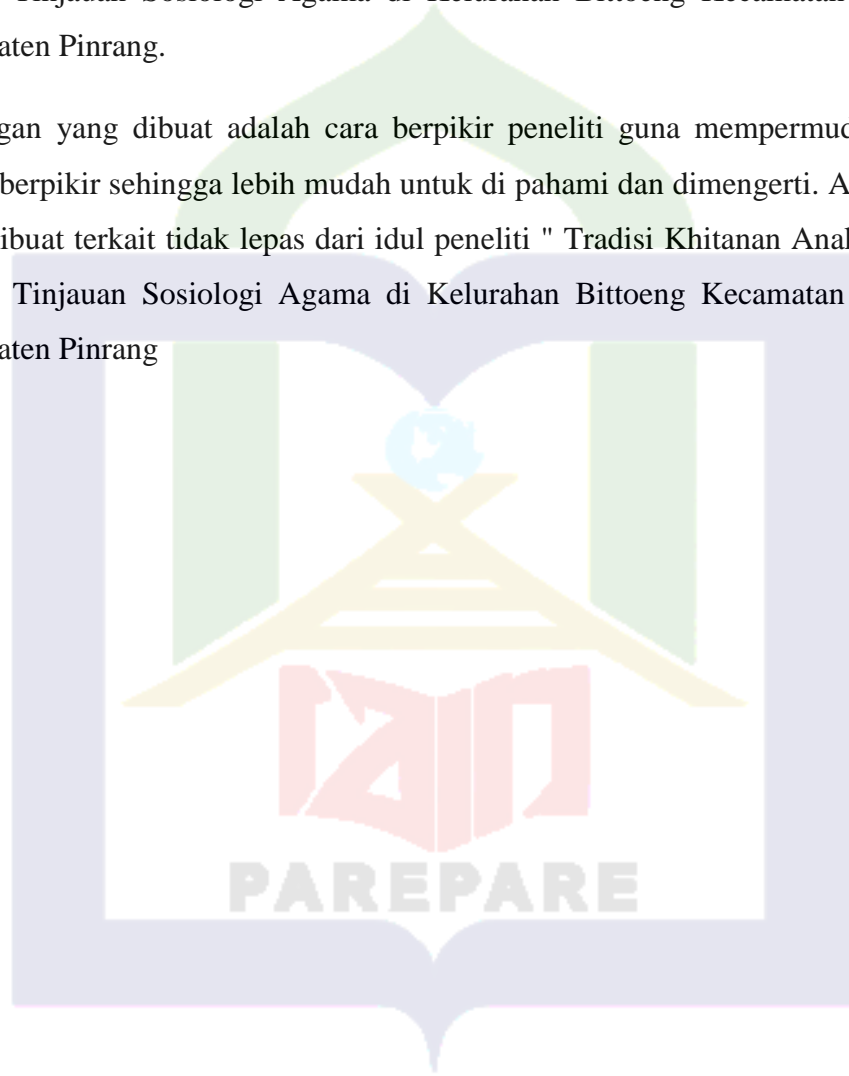 Tinjauan Sosiologi Agama di Kelurahan Bittoeng Kecamatan
aten Pinrang.
gan yang dibuat adalah cara berpikir peneliti guna mempermud
berpikir sehingga lebih mudah untuk di pahami dan dimengerti. A
ibuat terkait tidak lepas dari idul peneliti " Tradisi Khitanan Anal
Tinjauan Sosiologi Agama di Kelurahan Bittoeng Kecamatan
aten Pinrang
iain
PAREPARE